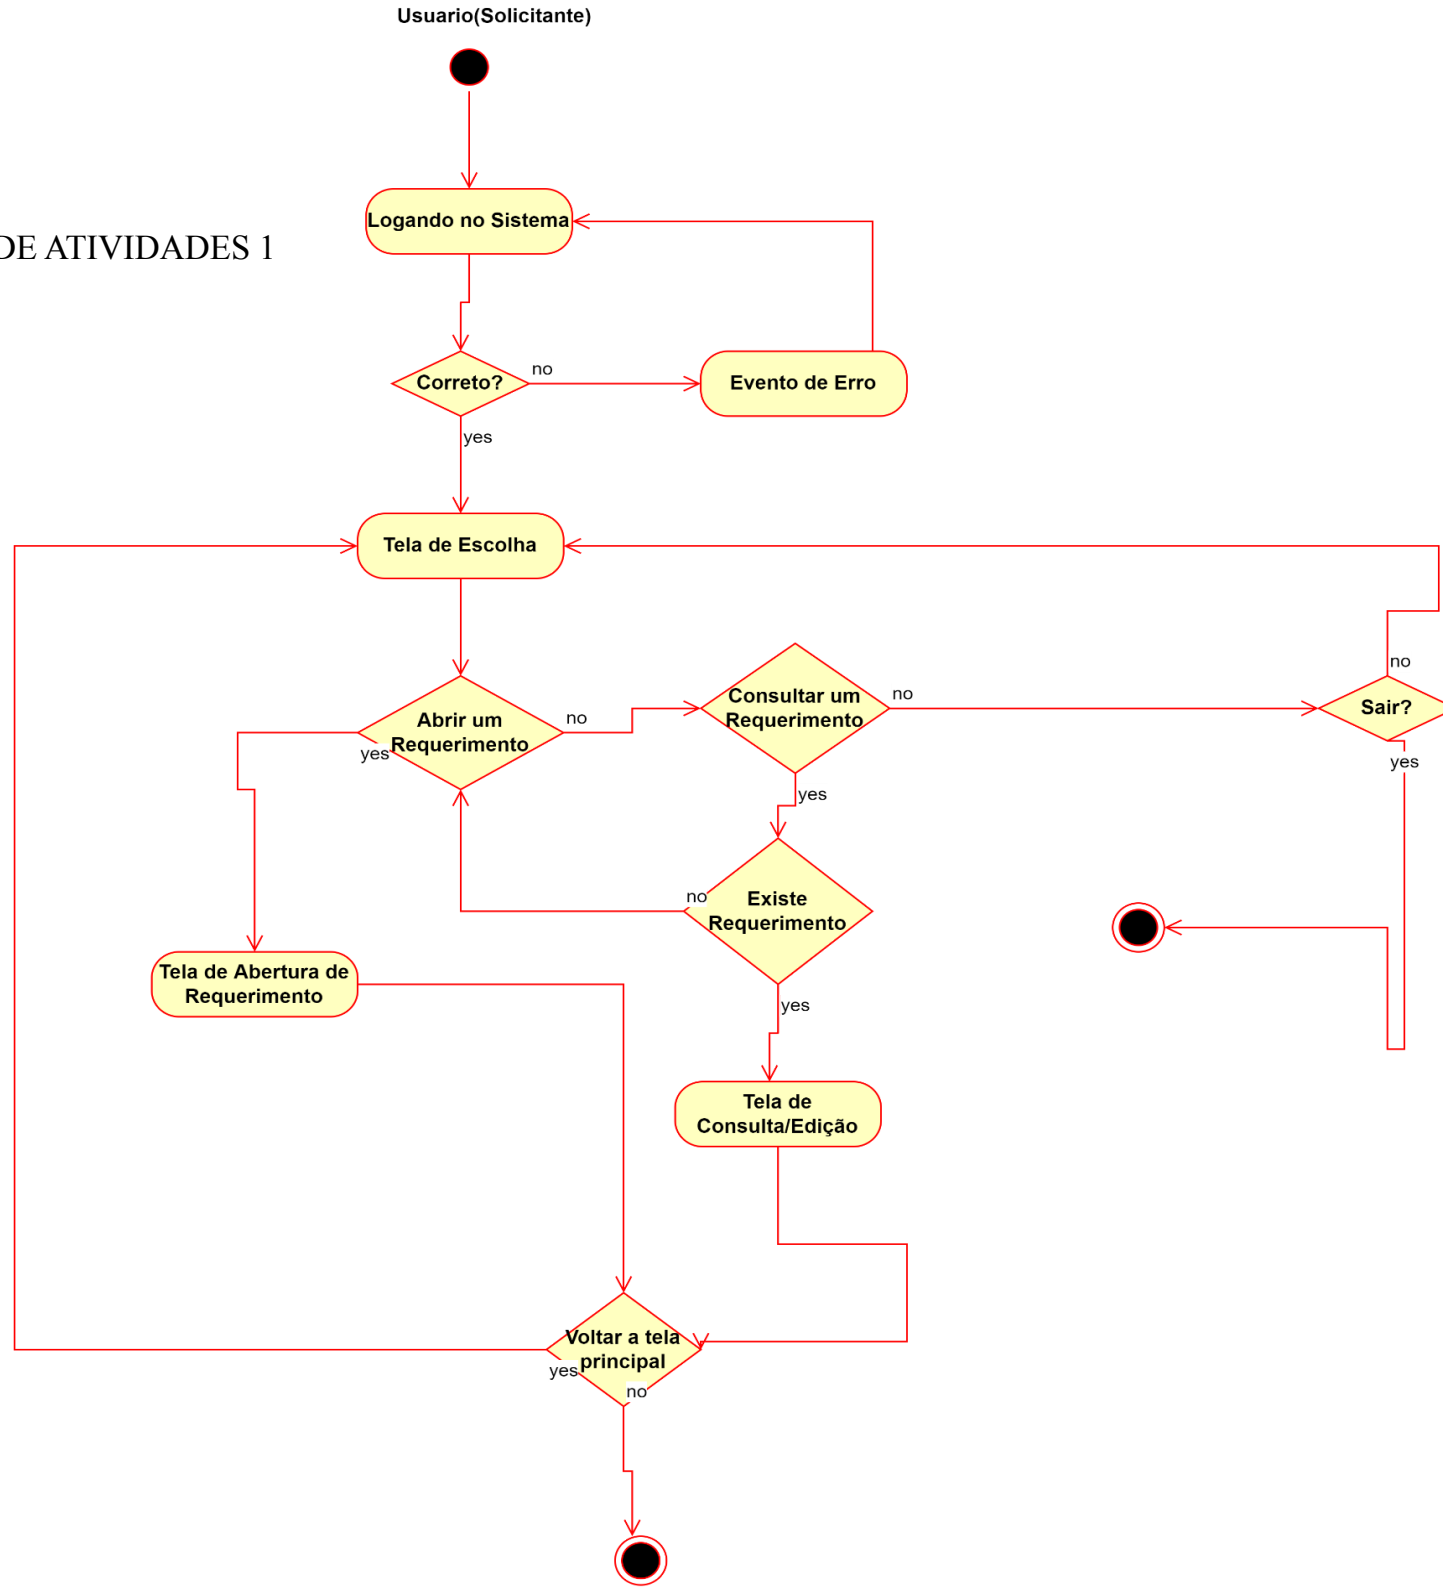 Usuario(Solicitante)
Logando no Sistema
DE ATIVIDADES 1
Correto?
no
Evento de Erro
yes
Tela de Escolha
no
Consultar um
Requerimento
no
Sair?
Abrir um
Requerimento
no
yes
yes
yes
Existe
Requerimento
no
Tela de Abertura de
Requerimento
yes
Tela de
Consulta/Edição
Voltar a tela
principal
yes
no